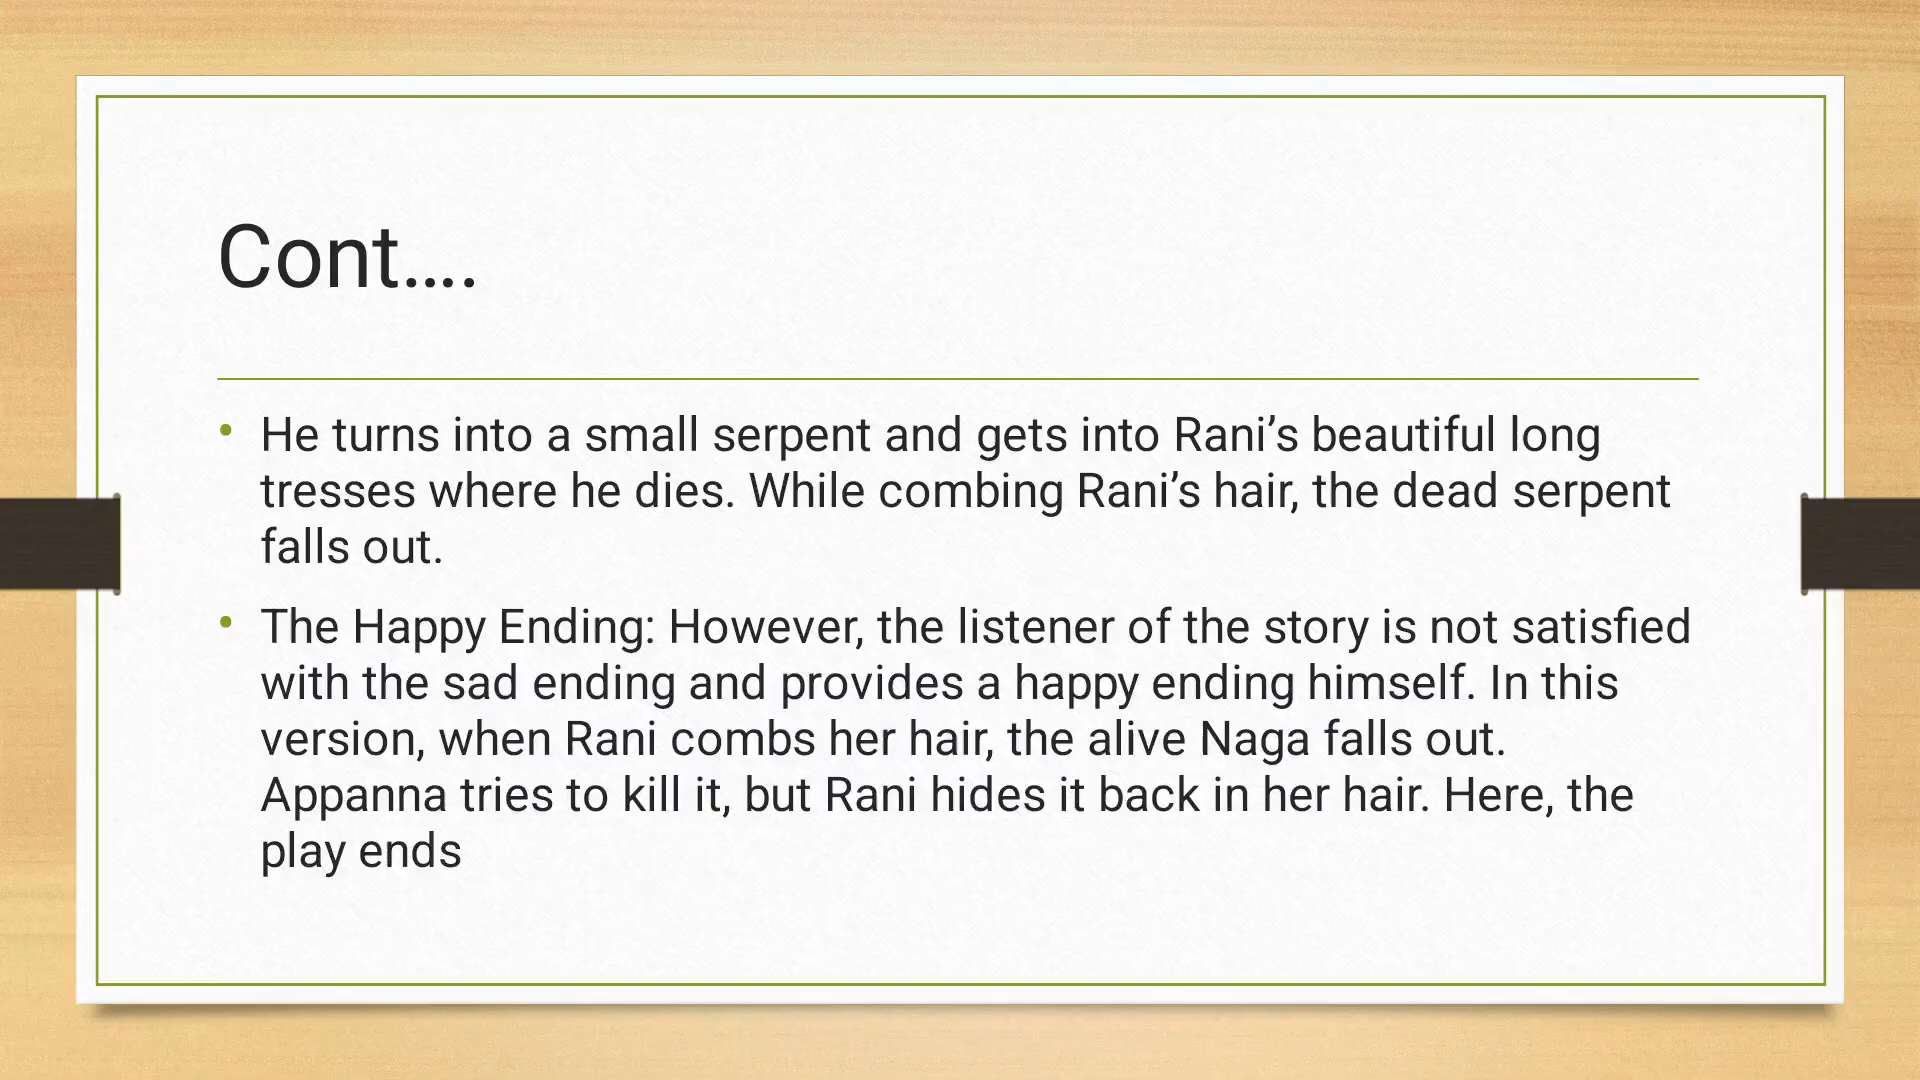 Cont....
• He turns into a small serpent and gets into Rani’s beautiful long
tresses where he dies. While combing Rani’s hair, the dead serpent
falls out.
• The Happy Ending: However, the listener of the story is not satisfied
with the sad ending and provides a happy ending himself. In this
version, when Rani combs her hair, the alive Naga falls out.
Appanna tries to kill it, but Rani hides it back in her hair. Here, the
play ends